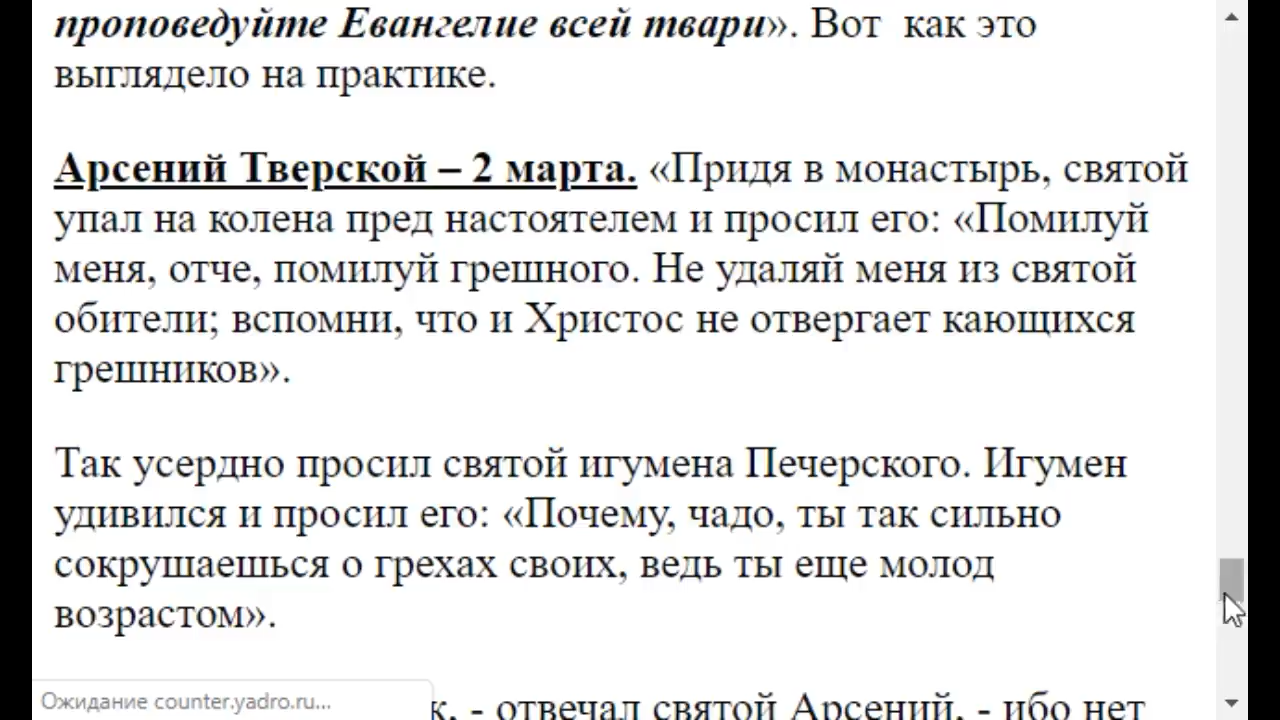 проповедуйте Евангелие всей твари». Вот как это
выглядело на практике.
Арсений Тверской – 2 марта. «Придя в монастырь, святой
упал на колена пред настоятелем и просил его: «Помилуй
меня, отче, помилуй грешного. Не удаляй меня из святой
обители; вспомни, что и Христос не отвергает кающихся
грешников».
Так усердно просил святой игумена Печерского. Игумен
удивился и просил его: «Почему, чадо, ты так сильно
сокрушаешься о грехах своих, ведь ты еще молод
возрастом».
- отвечал святой Арсений, - ибо нет
Ожидание counter.yadro.ru...